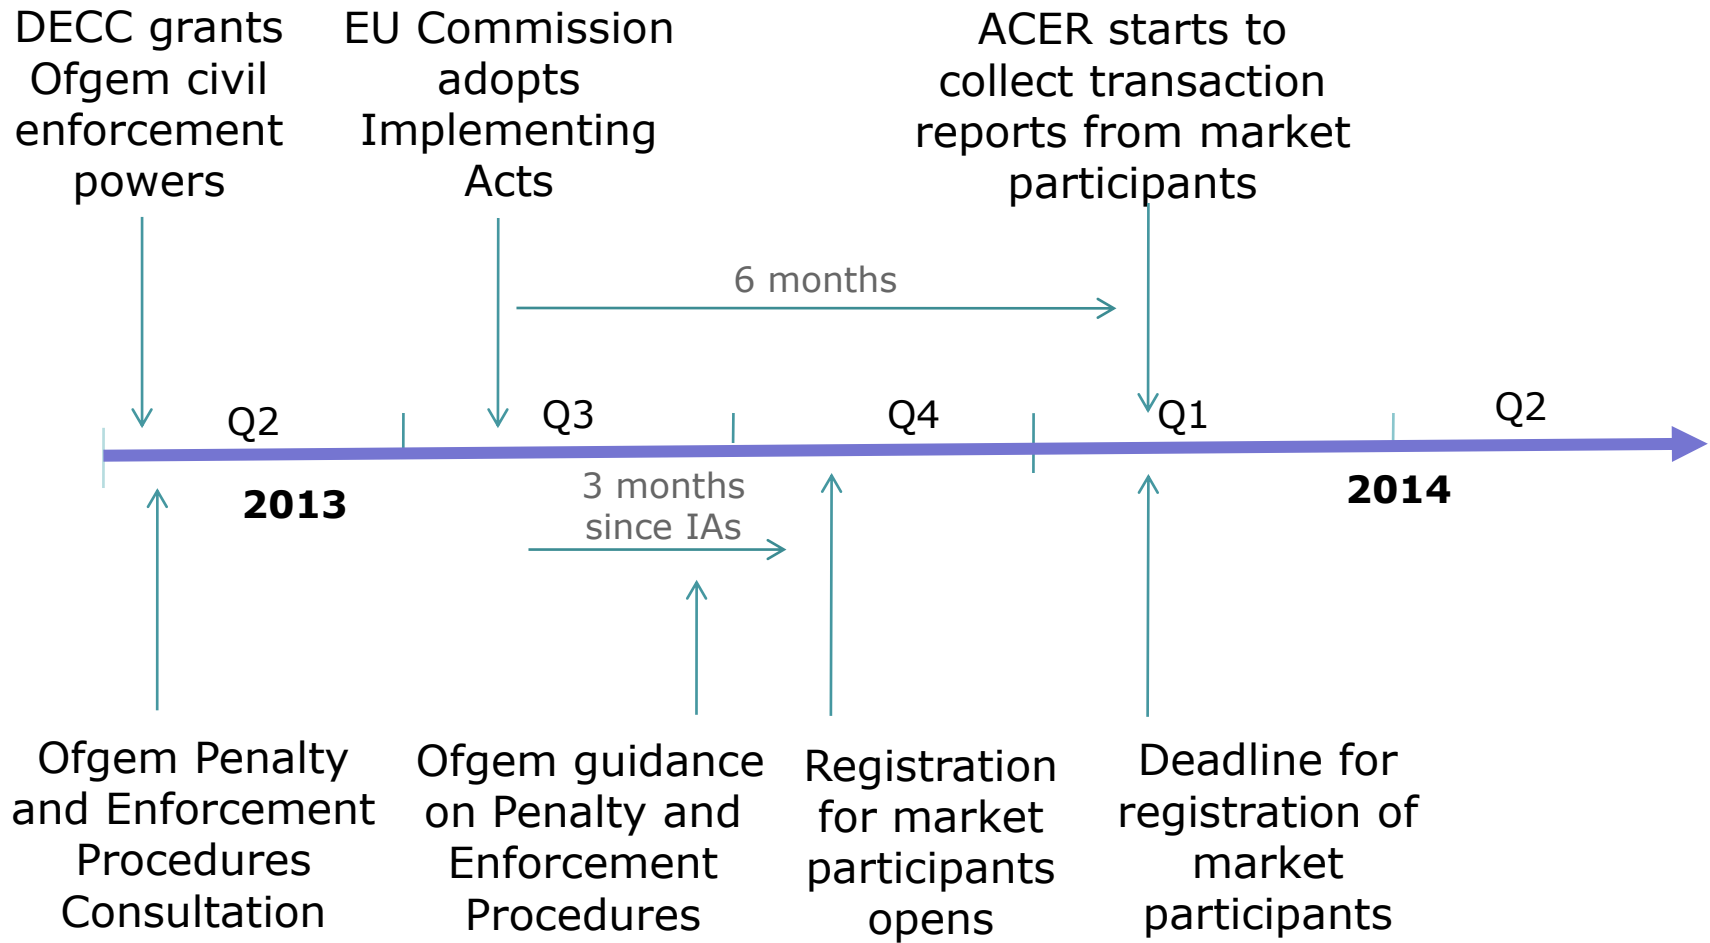 DECC grants
Ofgem civil
enforcement
powers
EU Commission
adopts
Implementing
Acts
ACER starts to
collect transaction
reports from market
participants
6 months
Q2
Q3
Q4
Q1
Q2
2013
3 months
since IAs
2014
Ofgem Penalty
and Enforcement
Procedures
Consultation
Ofgem guidance
on Penalty and
Enforcement
Procedures
Registration
for market
participants
opens
Deadline for
registration of
market
participants